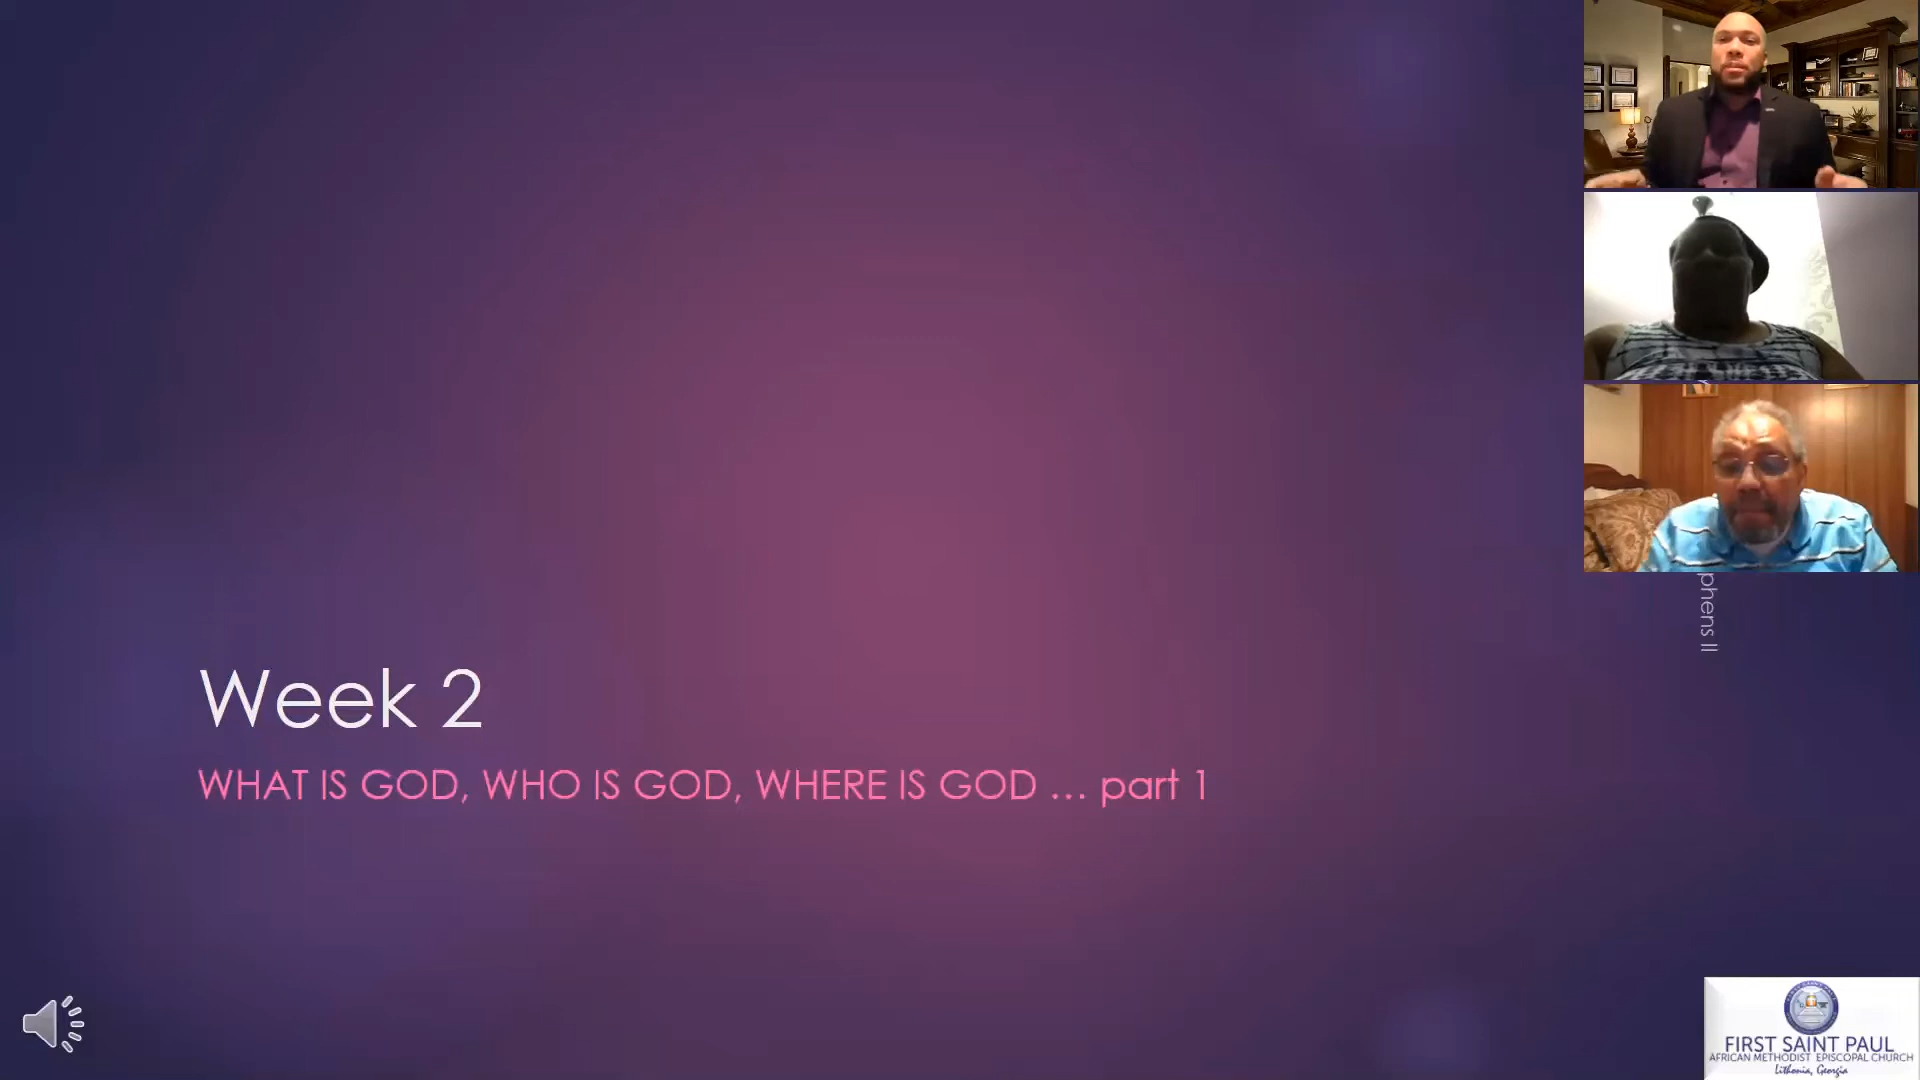 Week 2
WHAT IS GOD, WHO IS GOD, WHERE IS GOD … part 1
phens II
FIRST SAINT PAUL
AFRICAN METHODIST EPISCOPAL CHURCH
Lithonia, Georgia